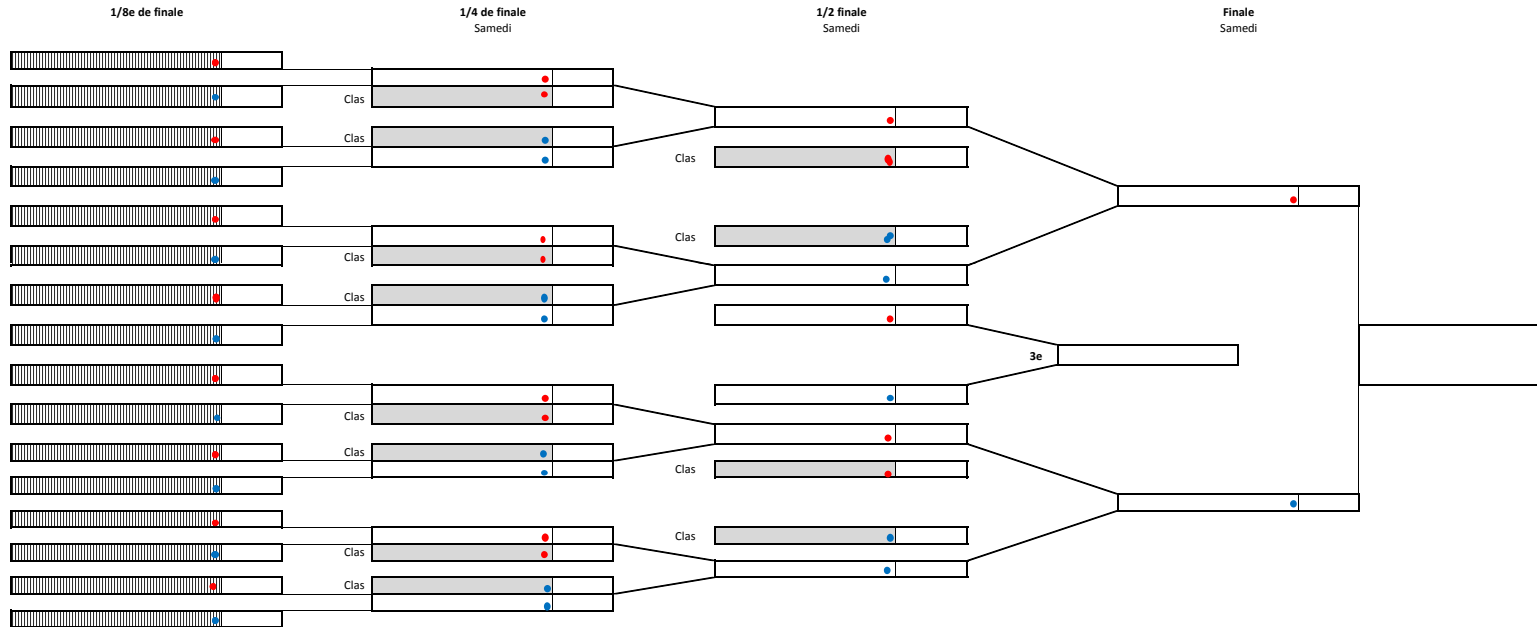 1/8e de finale
1/4 de finale
Samedi
1/2 finale
Samedi
Finale
Samedi
Clas
Clas
Clas
Clas
Clas
Clas
3e
Clas
Clas
Clas
Clas
Clas
Clas